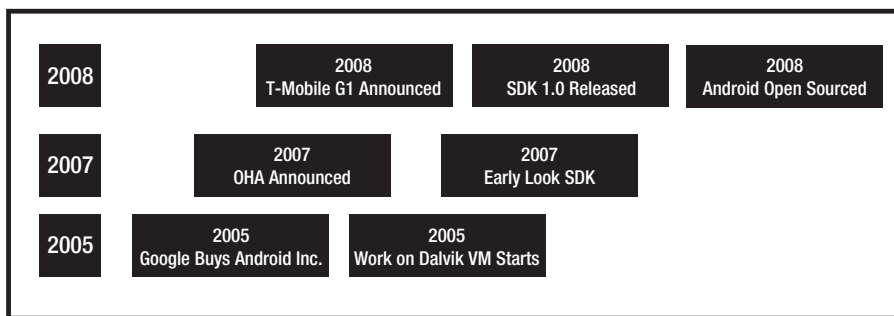 2008
2008
T-Mobile G1 Announced
2008
SDK 1.0 Released
2008
Android Open Sourced
2007
2007
OHA Announced
2007
Early Look SDK
2005
2005
Google Buys Android Inc.
2005
Work on Dalvik VM Starts